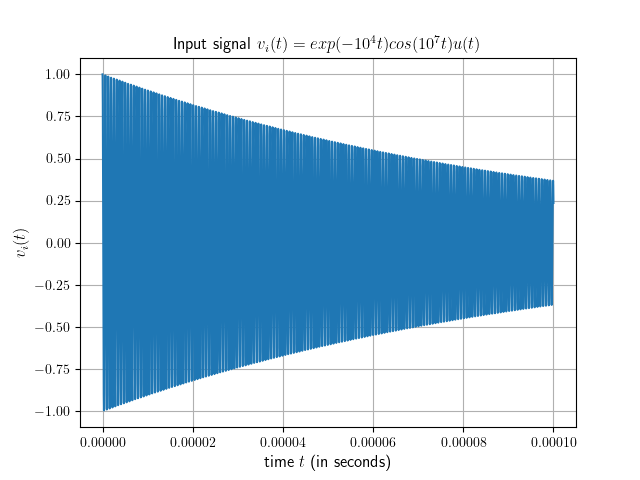 Input signal $v_i(t) = exp(-10^4t)cos(10^7t)u(t)$
1.00
0.75
0.50
0.25
0.00
−0.25
−0.50
−0.75
−1.00
$v_i(t)$
0.00000 0.00002 0.00004 0.00006 0.00008 0.00010
time $t$ (in seconds)